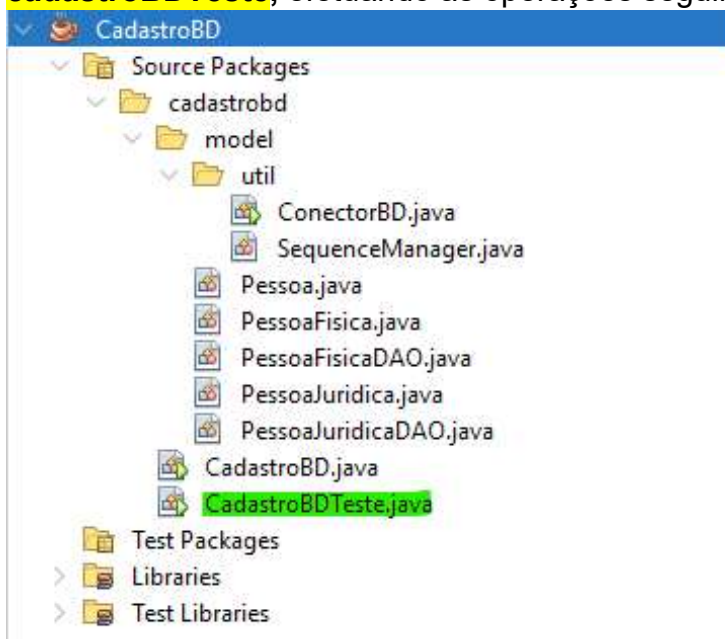 cadastroBDTeste, efetuando as operações segui
CadastroBD
Source Packages
cadastrobd
model
util
ConectorBD.java
SequenceManager.java
Pessoa.java
PessoaFisica.java
PessoaFisicaDAO.java
PessoaJuridica.java
PessoaJuridicaDAO.java
CadastroBD.java
CadastroBDTeste.java
Test Packages
Libraries
Test Libraries